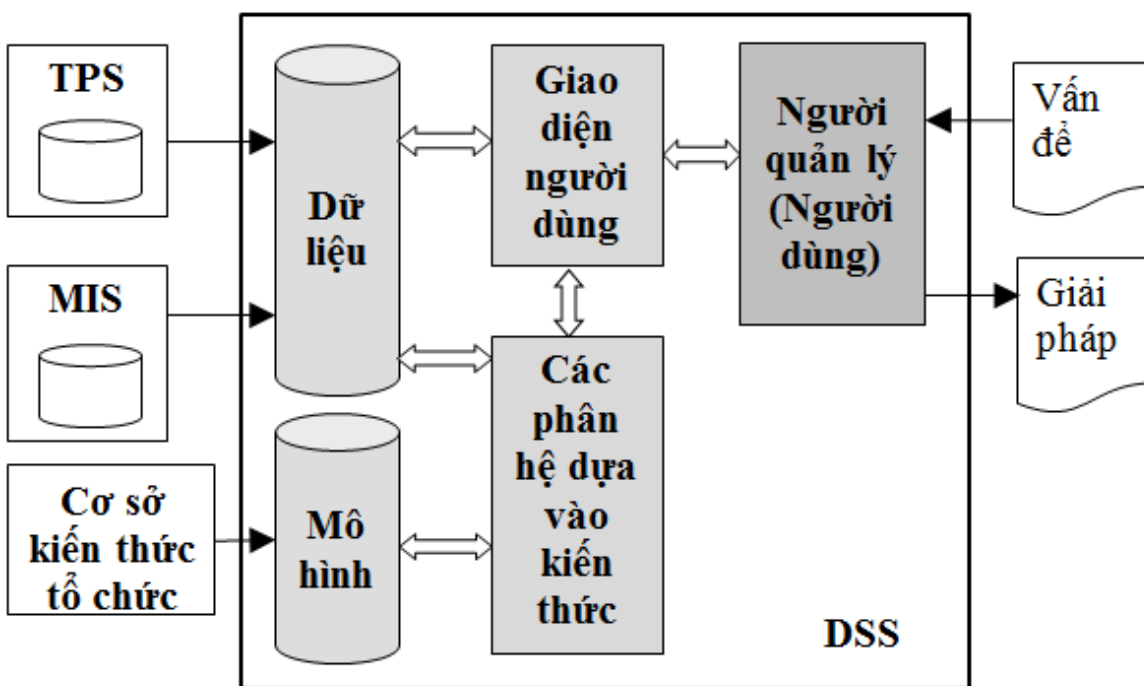 TPS
MIS
Cơ sở
kiến thức
tổ chức
Dữ
liệu
Mô
hình
Giao
diện
người
dùng
Các
phân
hệ dựa
vào
kiến
thức
Người
quản lý
(Người
dùng)
DSS
Vấn
để
Giải
pháp